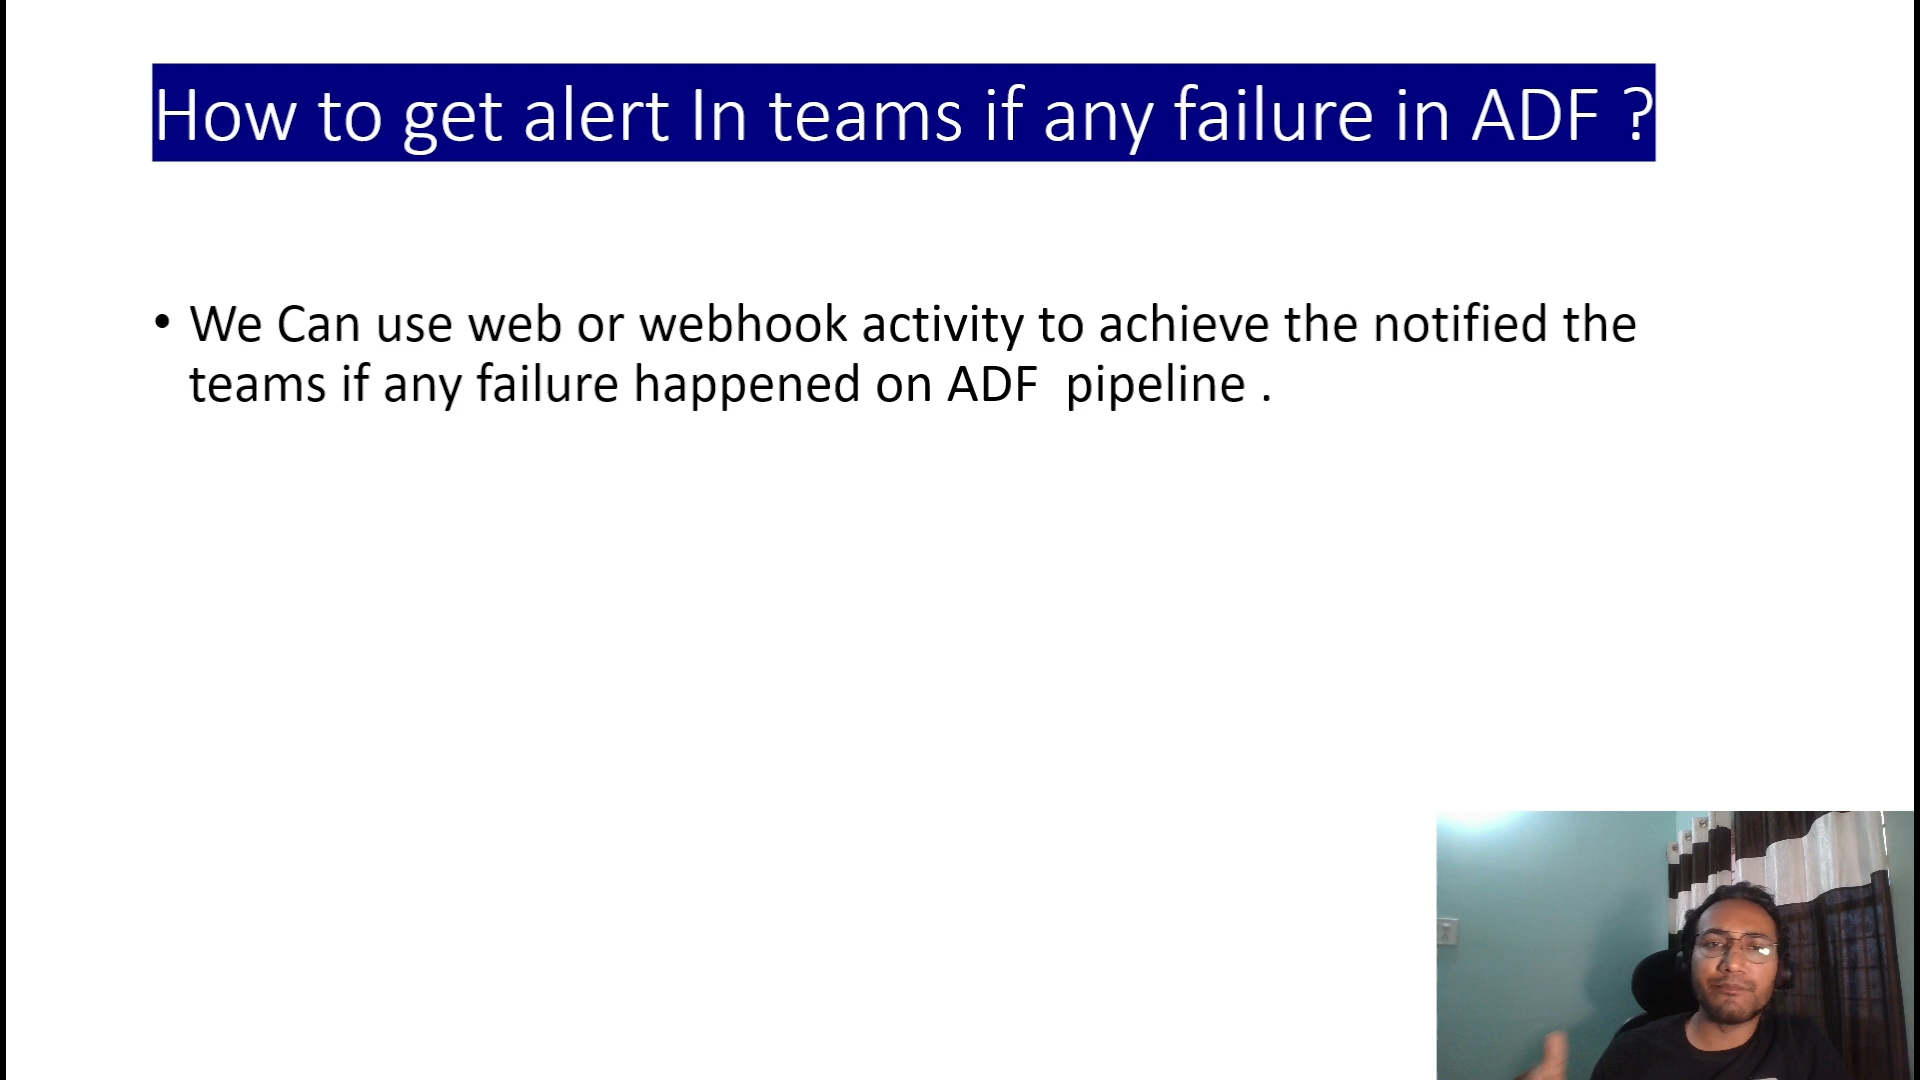 How to get alert In teams if any failure in ADF ?
• We Can use web or webhook activity to achieve the notified the
teams if any failure happened on ADF  pipeline .